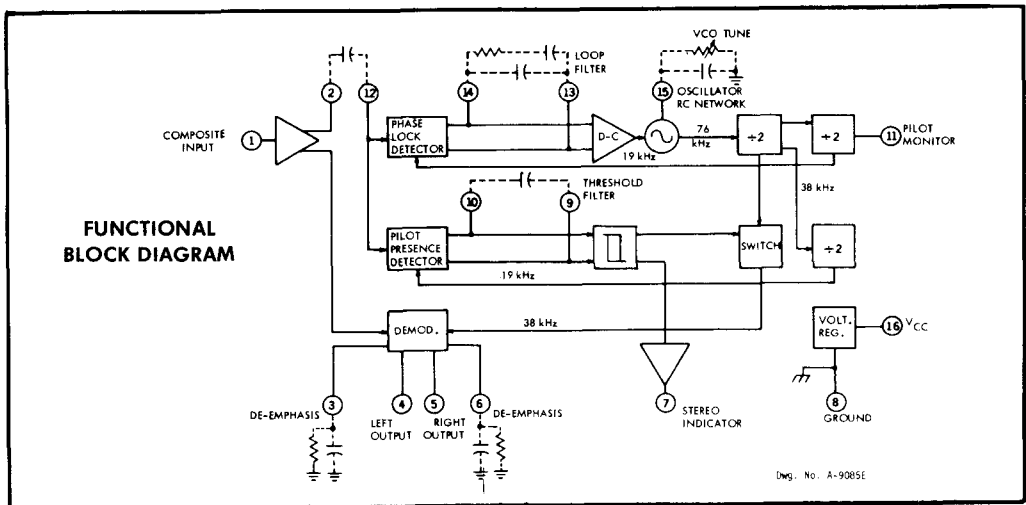 VCO TUNE
LOOP
FILTER
2
12
14
13
15
OSCILLATOR
RC NETWORK
COMPOSITE
INPUT
1
PHASE
LOCK
DETECTOR
D-C
19 kHz
76
kHz
÷2
÷2
11
PILOT
MONITOR
38 kHz
THRESHOLD
FILTER
10
9
FUNCTIONAL
BLOCK DIAGRAM
PILOT
PRESENCE
DETECTOR
SWITCH
÷2
19 kHz
DEMOD.
38 kHz
VOLT.
REG.
16
VCC
DE-EMPHASIS
3
4
5
6
DE-EMPHASIS
LEFT
OUTPUT
RIGHT
OUTPUT
7
STEREO
INDICATOR
8
GROUND
Dwg. No. A-9085E